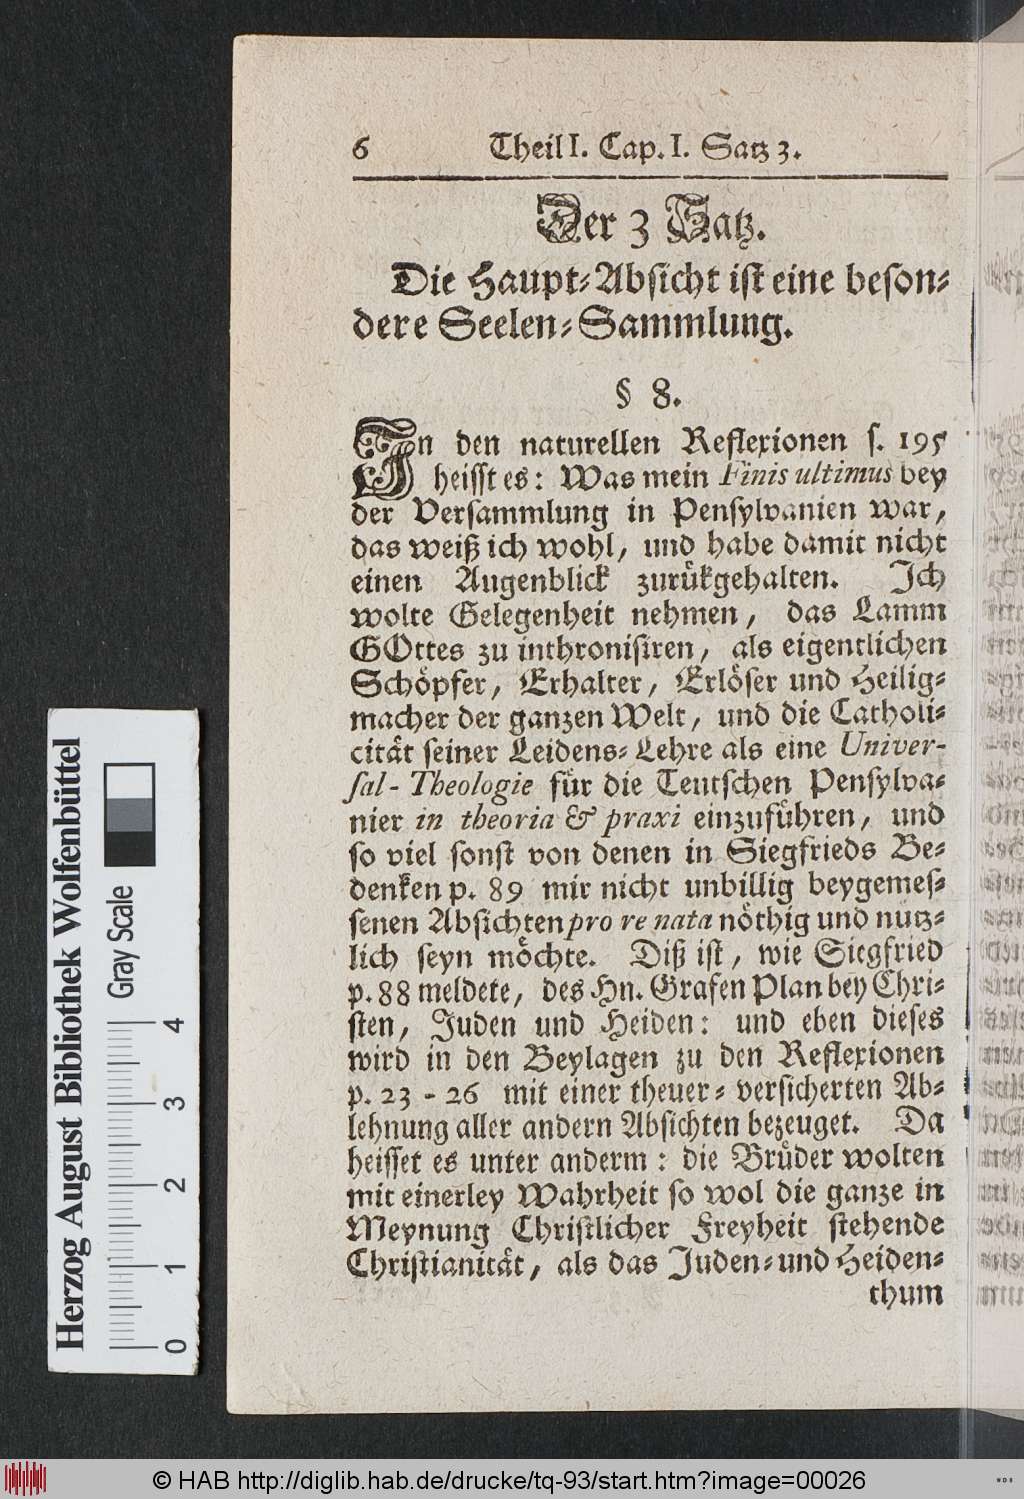 6 Theil I. Cap. I. Satz 3.
Der 3 Satz.
Die Haupt-Absicht ist eine beson-
dere Seelen-Sammlung.
§ 8.
In den naturellen Reflexionen s. 195
heisst es: Was mein Finis ultimus bey
der Versammlung in Pensylvanien war,
das weiß ich wohl, und habe damit nicht
einen Augenblick zurükgehalten. Ich
wolte Gelegenheit nehmen, das Lamm
GOttes zu inthronisiren, als eigentlichen
Schöpfer, Erhalter, Erlöser und Heilig-
macher der ganzen Welt, und die Catholi-
cität seiner Leidens-Lehre als eine Univer-
sal-Theologie für die Teutschen Pensylva-
nier in theoria & praxi einzuführen, und
so viel sonst von denen in Siegfrieds Be-
denken p. 89 mir nicht unbillig beygemes-
senen Absichten pro re nata nöthig und nutz-
lich seyn möchte. Diß ist, wie Siegfried
p. 88 meldete, des Hn. Grafen Plan bey Chri-
sten, Juden und Heiden: und eben dieses
wird in den Beylagen zu den Reflexionen
p. 23-26 mit einer theuer-versicherten Ab-
lehnung aller andern Absichten bezeuget. Da
heisset es unter anderm: die Brüder wolten
mit einerley Wahrheit so wol die ganze in
Meynung Christlicher Freyheit stehende
Christianität, als das Juden-und Heiden-
thum
Herzog August Bibliothek Wolfenbüttel
Gray Scale
0 1 2 3 4
© HAB http://diglib.hab.de/drucke/tq-93/start.htm?image=00026